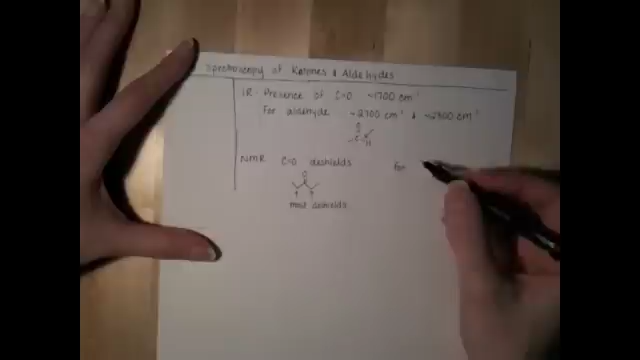 Spectroscopy of Ketones & Aldehydes
IR Presence of C=O ~1700 cm⁻¹
For aldehyde ~2700 cm⁻¹ & ~2800 cm⁻¹
O
C H
NMR C=O deshields For
O
most deshields